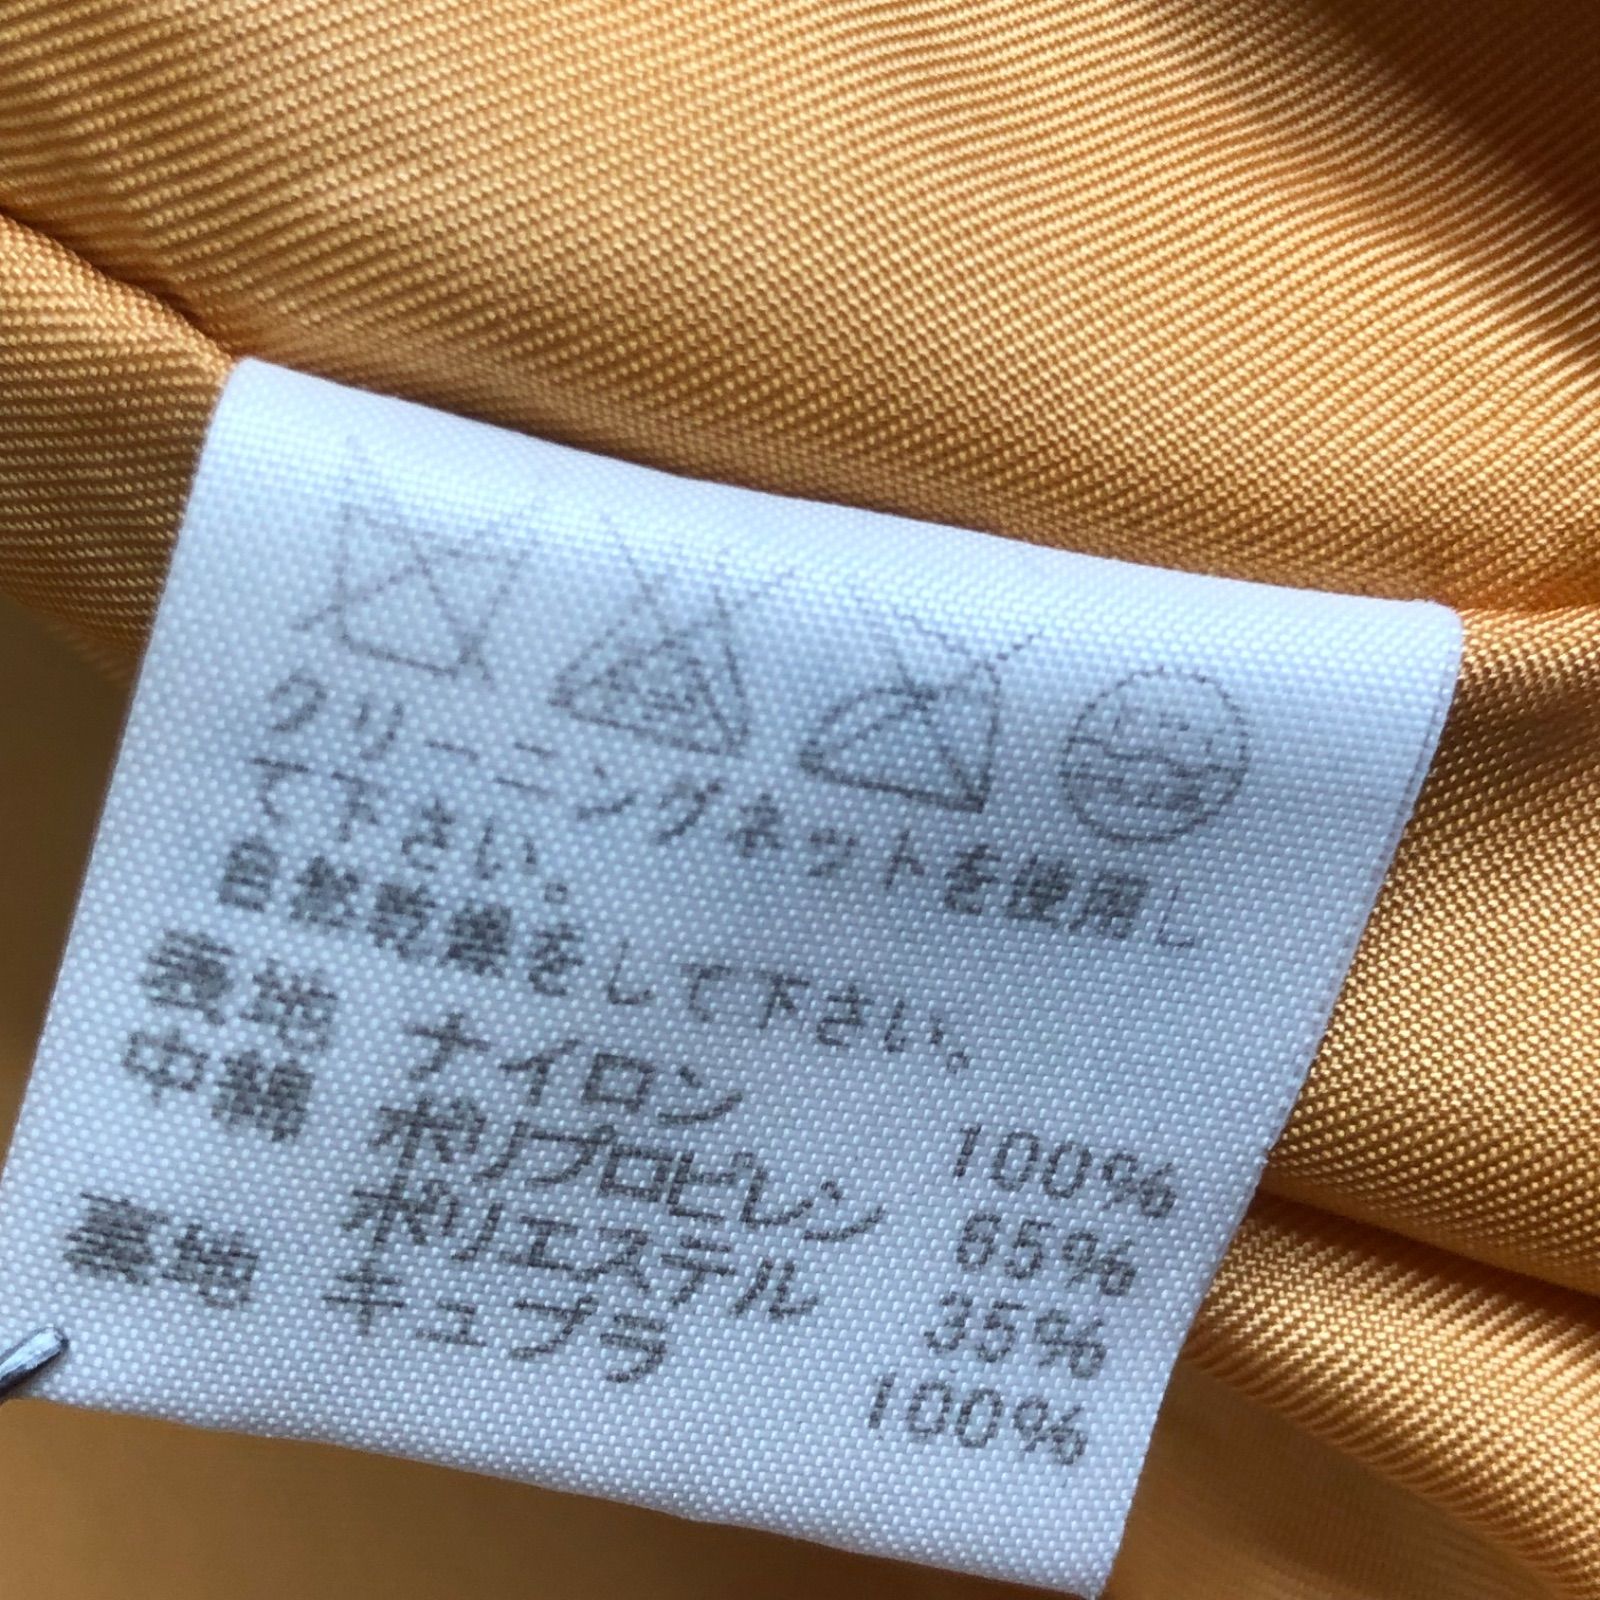 クリーニングネットを使用し
て下さい。
自然乾燥をして下さい。
表地 ナイロン 100%
中綿 ポリプロピレン 65%
ポリエステル 35%
裏地 キュプラ 100%